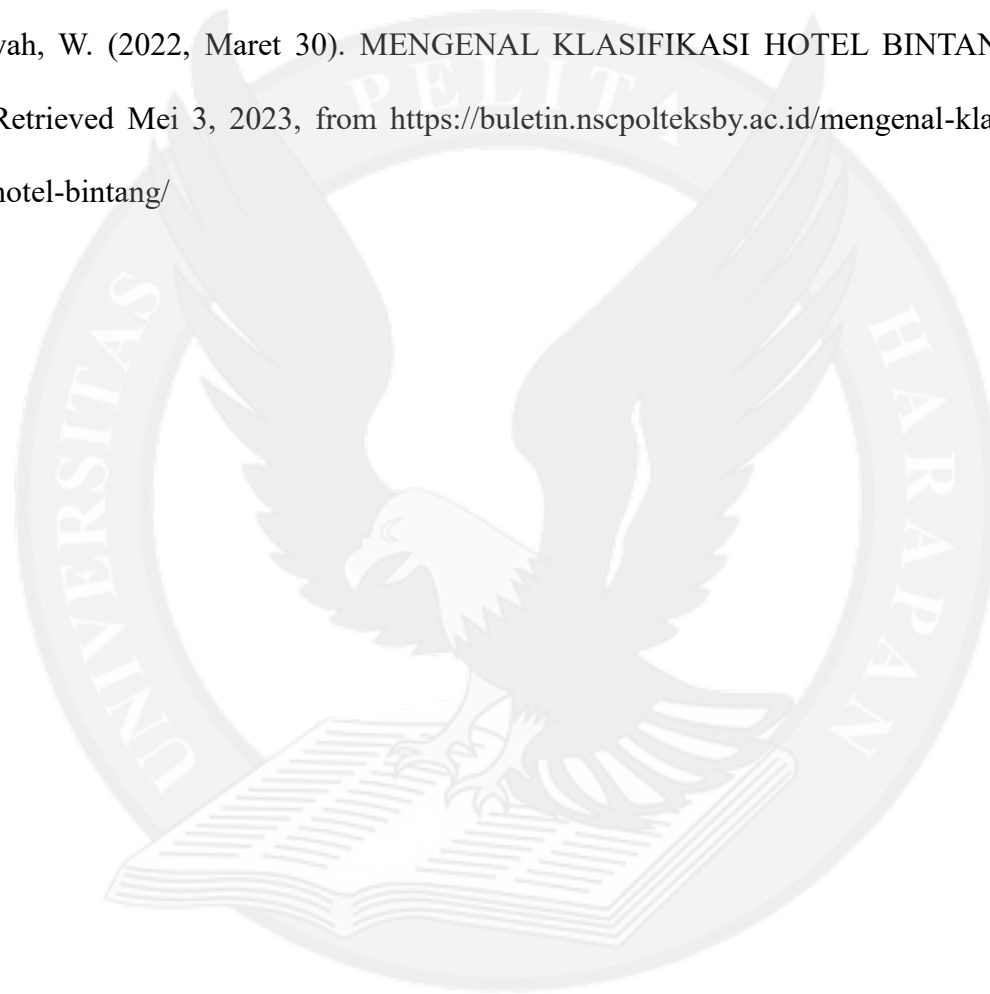 yah, W. (2022, Maret 30). MENGENAL KLASIFIKASI HOTEL BINTAN
Retrieved Mei 3, 2023, from https://buletin.nscpolteksby.ac.id/mengenal-kla
hotel-bintang/
UNIVERSITAS PELITA HARAPAN